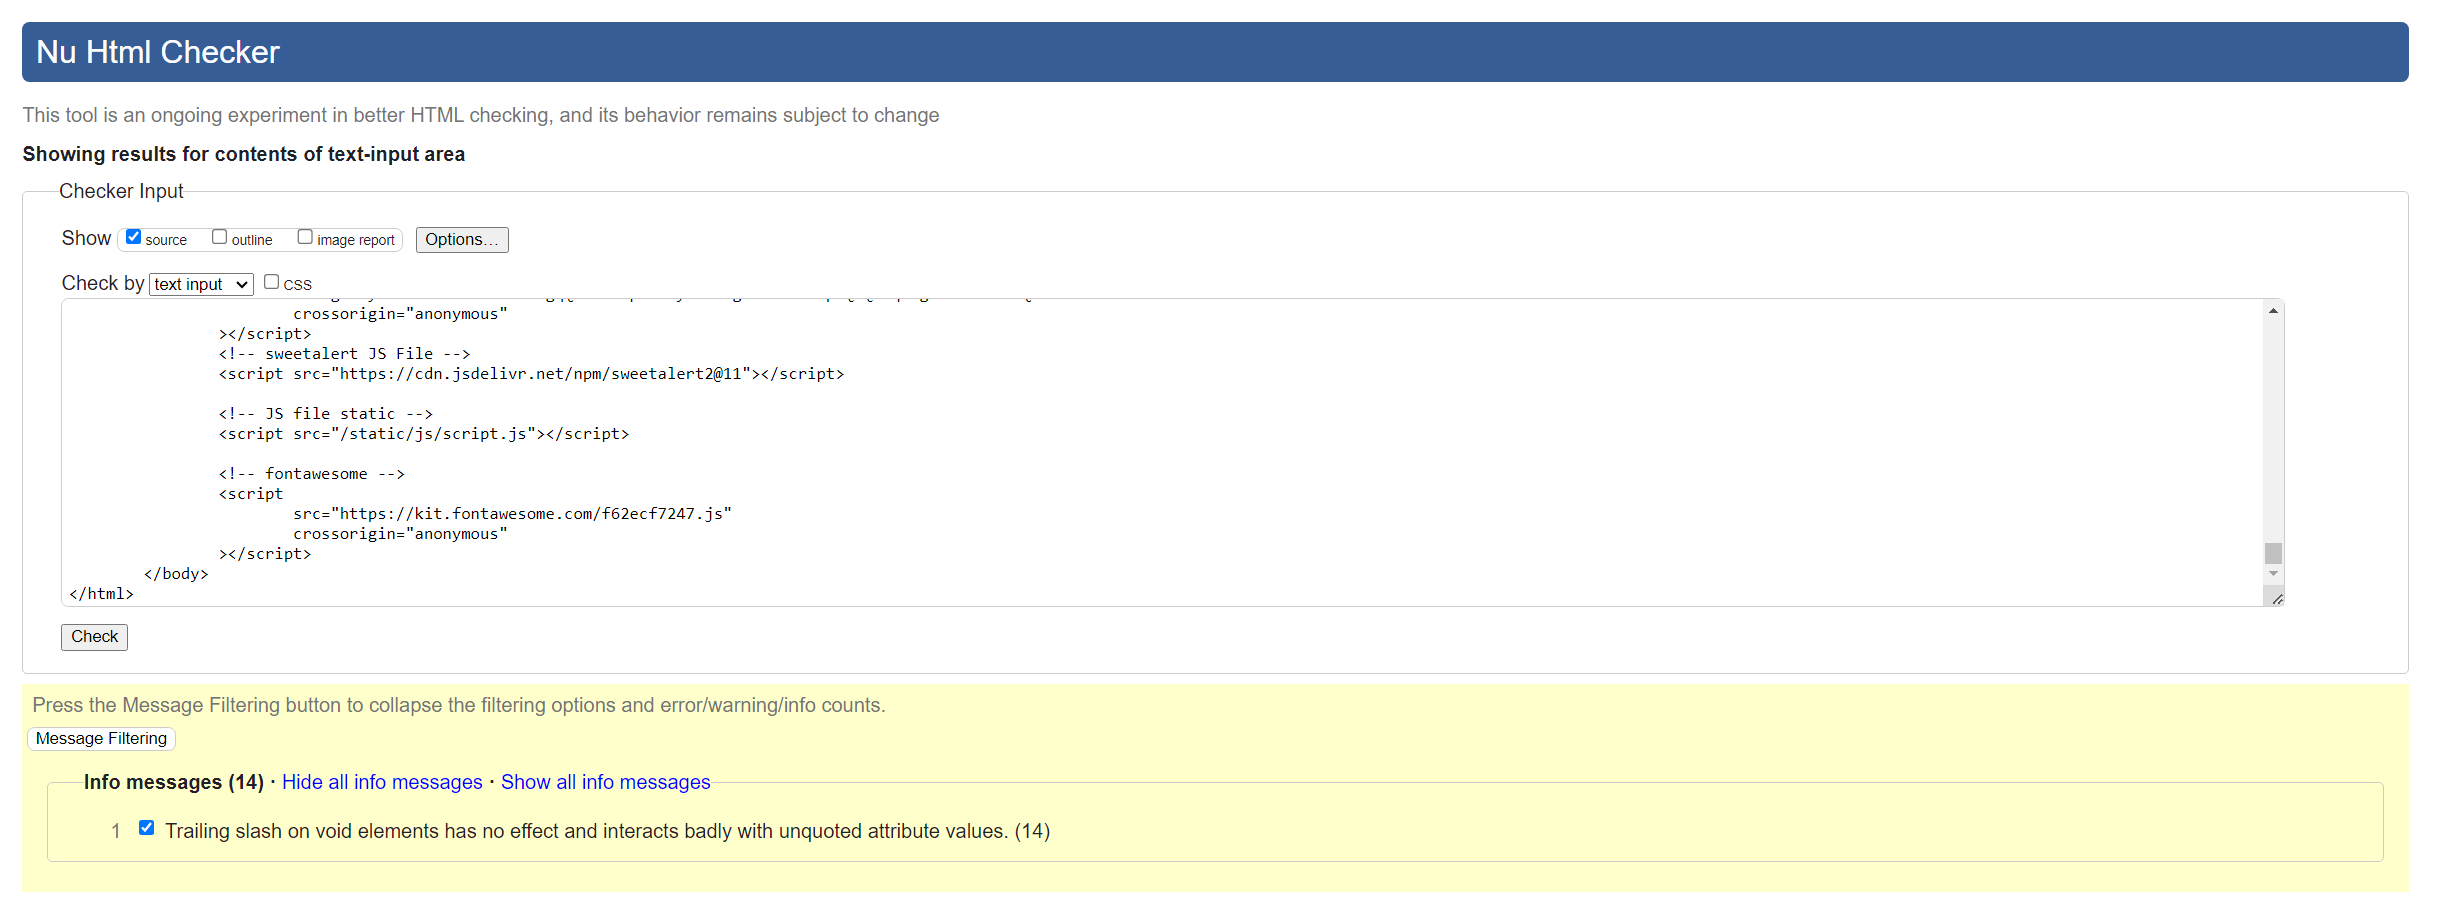 Nu Html Checker
This tool is an ongoing experiment in better HTML checking, and its behavior remains subject to change
Showing results for contents of text-input area
Checker Input
Show source outline image report Options...
Check by text input CSS
crossorigin="anonymous"
></script>
<!-- sweetalert JS File -->
<script src="https://cdn.jsdelivr.net/npm/sweetalert2@11"></script>
<!-- JS file static -->
<script src="/static/js/script.js"></script>
<!-- fontawesome -->
<script
src="https://kit.fontawesome.com/f62ecf7247.js"
crossorigin="anonymous"
></script>
</body>
</html>
Check
Press the Message Filtering button to collapse the filtering options and error/warning/info counts.
Message Filtering
Info messages (14) · Hide all info messages · Show all info messages
1 Trailing slash on void elements has no effect and interacts badly with unquoted attribute values. (14)